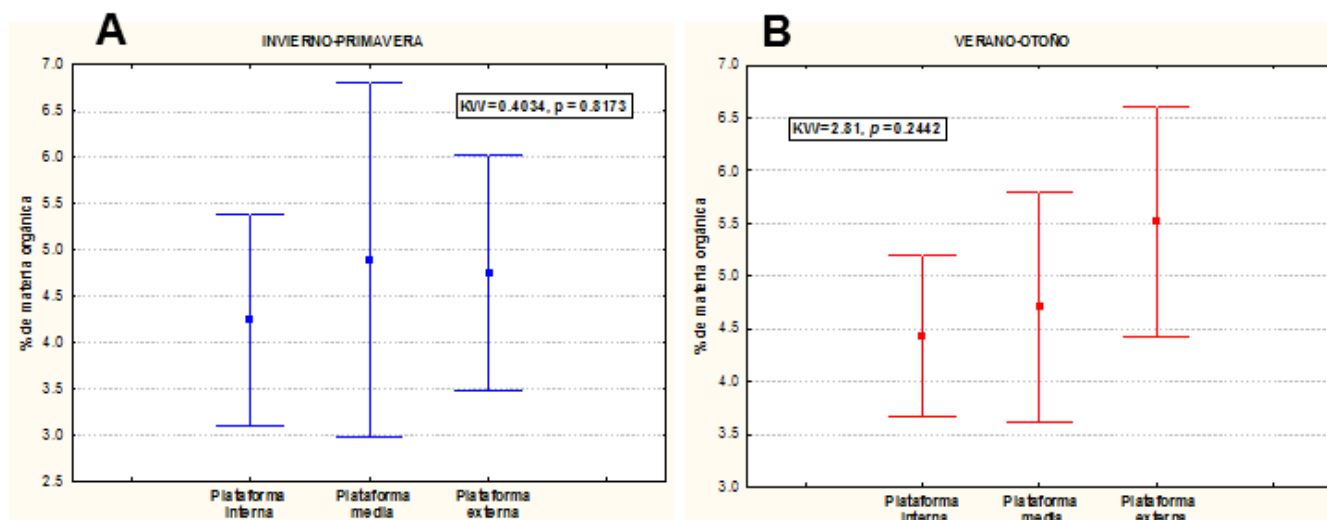 A
INVIERNO-PRIMAVERA
7.0
6.5
6.0
5.5
5.0
4.5
4.0
3.5
3.0
2.5
% de materia orgánica
KW=0.4034, p = 0.8173
Plataforma
interna
Plataforma
media
Plataforma
externa
B
VERANO-OTOÑO
7.0
6.5
6.0
5.5
5.0
4.5
4.0
3.5
3.0
% de materia orgánica
KW=2.81, p=0.2442
Plataforma
interna
Plataforma
media
Plataforma
externa